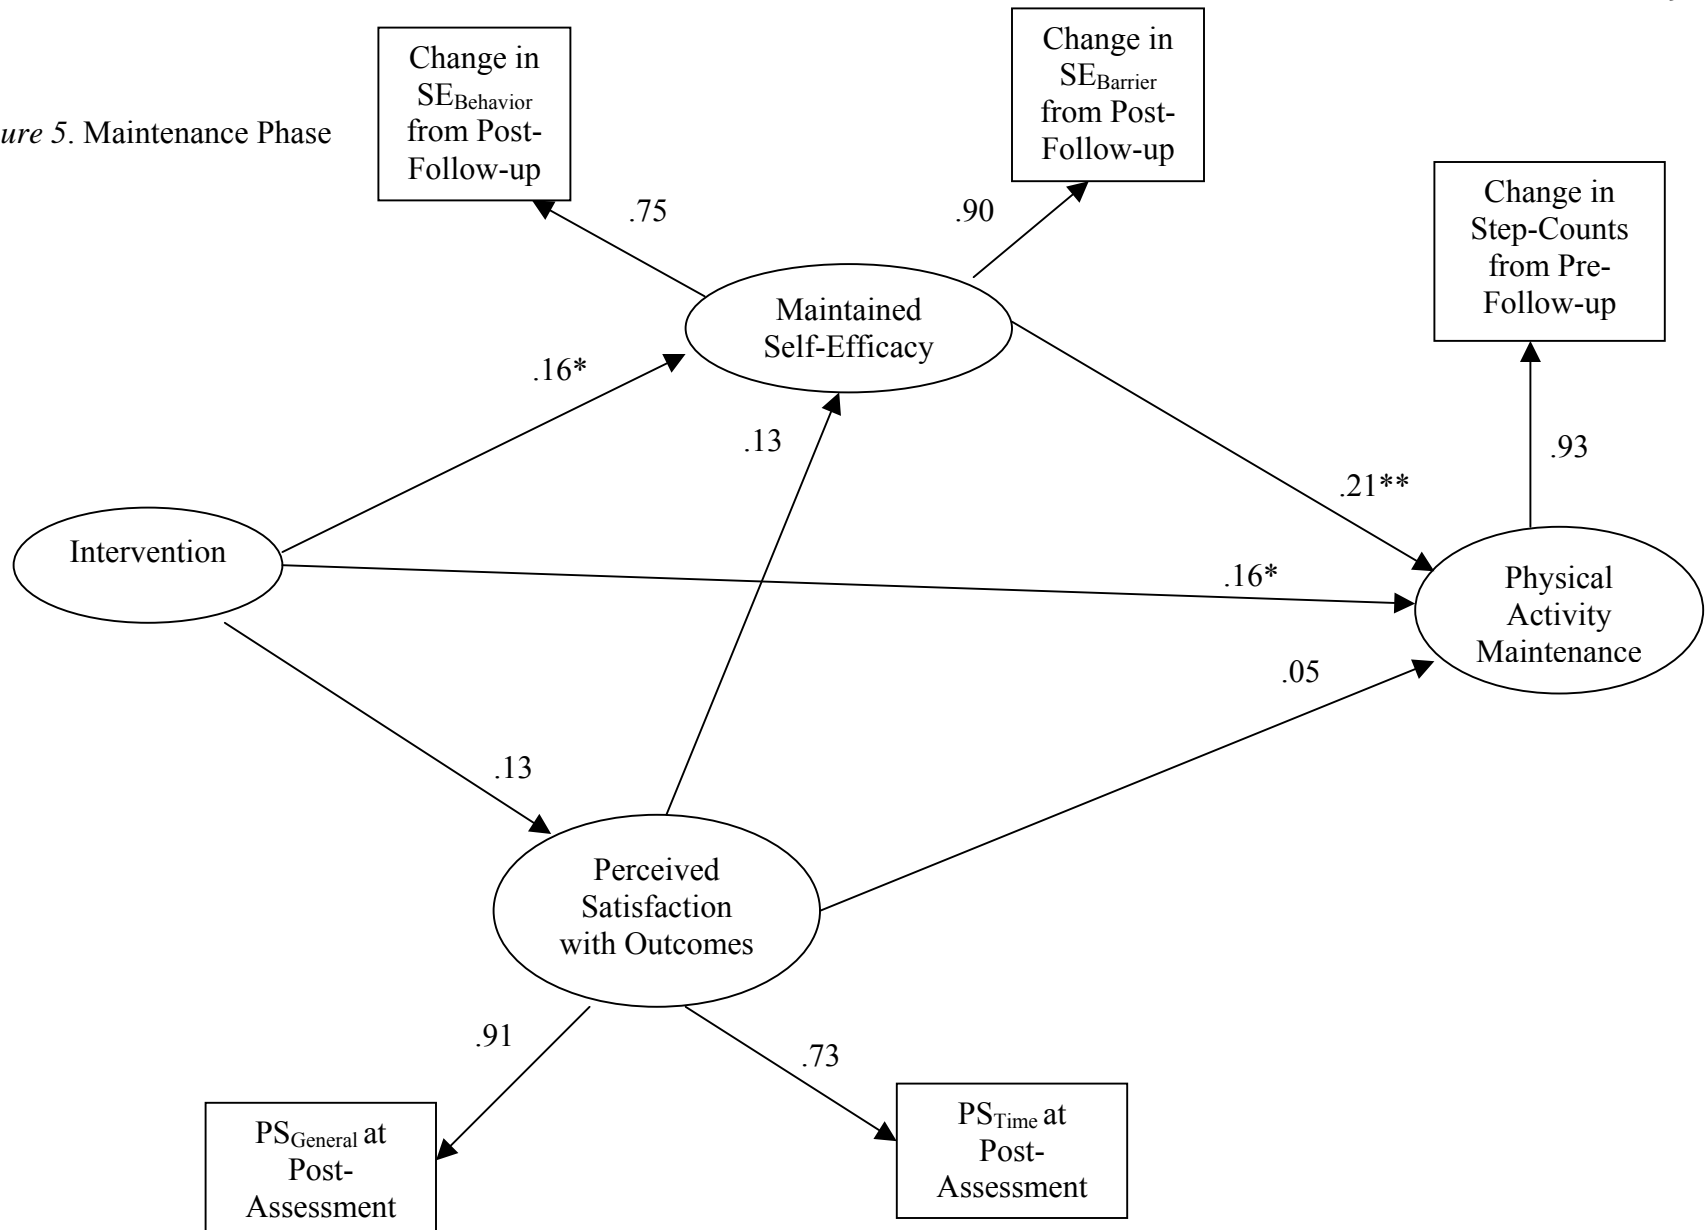 Change in
SEBehavior
from Post-
Follow-up
Change in
SEBarrier
from Post-
Follow-up
ure 5. Maintenance Phase
Change in
Step-Counts
from Pre-
Follow-up
.75
.90
Maintained
Self-Efficacy
.16*
.13
.93
.21**
Intervention
.16*
Physical
Activity
Maintenance
.05
.13
Perceived
Satisfaction
with Outcomes
.91
.73
PSGeneral at
Post-
Assessment
PSTime at
Post-
Assessment